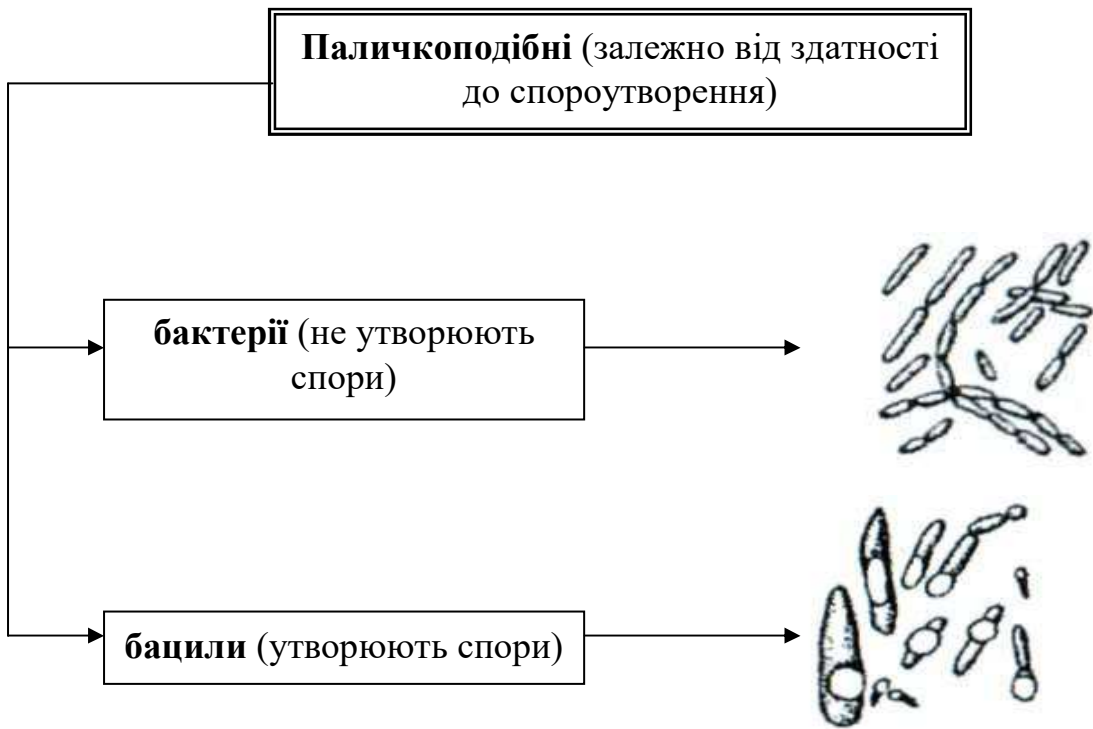 Паличкоподібні (залежно від здатності
до спороутворення)
бактерії (не утворюють
спори)
бацили (утворюють спори)